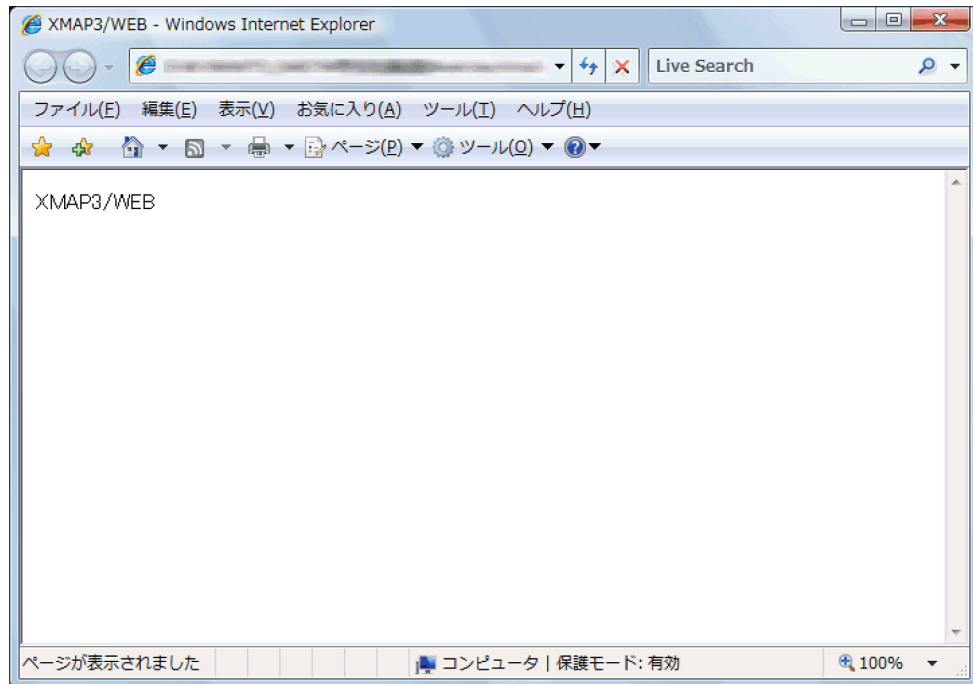 XMAP3/WEB - Windows Internet Explorer
Live Search
ファイル(F) 編集(E) 表示(V) お気に入り(A) ツール(T) ヘルプ(H)
ページ(P) ツール(O)
XMAP3/WEB
ページが表示されました コンピュータ | 保護モード: 有効 100%